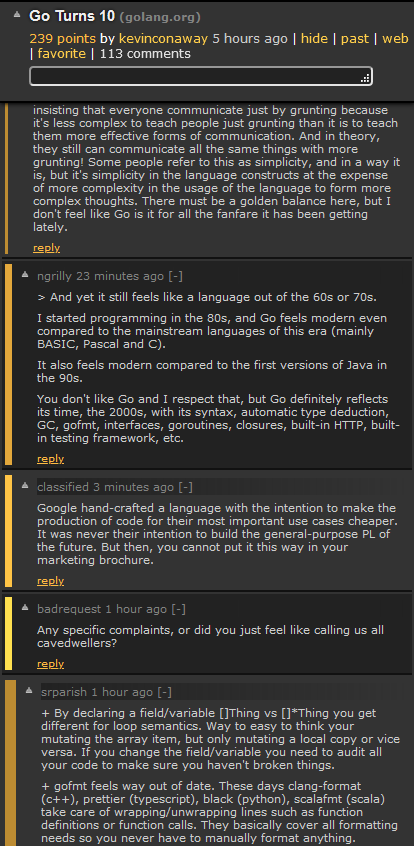 Go Turns 10 (golang.org)
239 points by kevinconaway 5 hours ago | hide | past | web
| favorite | 113 comments
insisting that everyone communicate just by grunting because
it's less complex to teach people just grunting than it is to teach
them more effective forms of communication. And in theory,
they still can communicate all the same things with more
grunting! Some people refer to this as simplicity, and in a way it
is, but it's simplicity in the language constructs at the expense
of more complexity in the usage of the language to form more
complex thoughts. There must be a golden balance here, but I
don't feel like Go is it for all the fanfare it has been getting
lately.
reply
ngrilly 23 minutes ago [-]
> And yet it still feels like a language out of the 60s or 70s.
I started programming in the 80s, and Go feels modern even
compared to the mainstream languages of this era (mainly
BASIC, Pascal and C).
It also feels modern compared to the first versions of Java in
the 90s.
You don't like Go and I respect that, but Go definitely reflects
its time, the 2000s, with its syntax, automatic type deduction,
GC, gofmt, interfaces, goroutines, closures, built-in HTTP, built-
in testing framework, etc.
reply
classified 3 minutes ago [-]
Google hand-crafted a language with the intention to make the
production of code for their most important use cases cheaper.
It was never their intention to build the general-purpose PL of
the future. But then, you cannot put it this way in your
marketing brochure.
reply
badrequest 1 hour ago [-]
Any specific complaints, or did you just feel like calling us all
cavedwellers?
reply
srparish 1 hour ago [-]
+ By declaring a field/variable []Thing vs []*Thing you get
different for loop semantics. Way to easy to think your
mutating the array item, but only mutating a local copy or vice
versa. If you change the field/variable you need to audit all
your code to make sure you haven't broken things.
+ gofmt feels way out of date. These days clang-format
(c++), prettier (typescript), black (python), scalafmt (scala)
take care of wrapping/unwrapping lines such as function
definitions or function calls. They basically cover all formatting
needs so you never have to manually format anything.